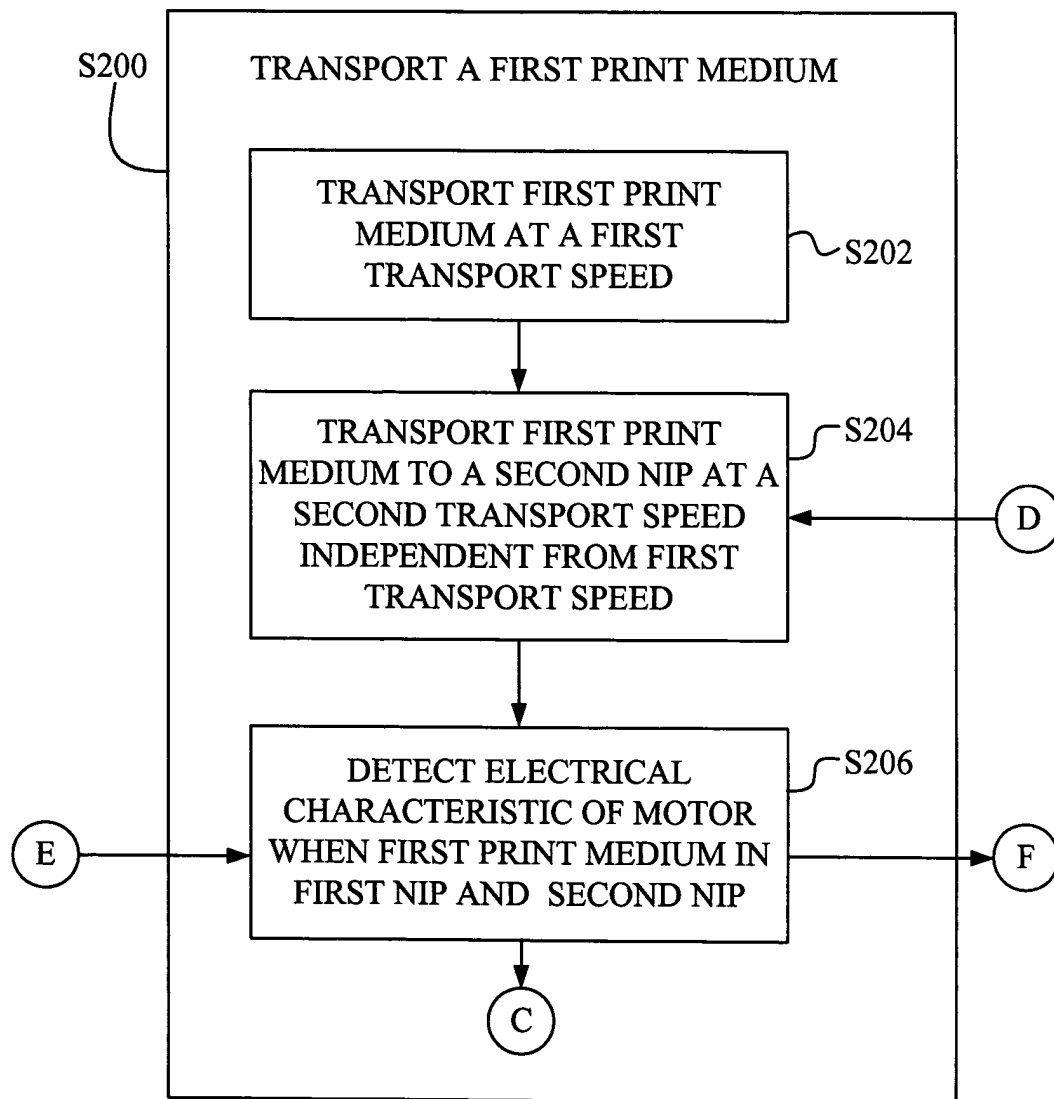 S200
TRANSPORT A FIRST PRINT MEDIUM
TRANSPORT FIRST PRINT
MEDIUM AT A FIRST
TRANSPORT SPEED
S202
TRANSPORT FIRST PRINT
MEDIUM TO A SECOND NIP AT A
SECOND TRANSPORT SPEED
INDEPENDENT FROM FIRST
TRANSPORT SPEED
S204
D
DETECT ELECTRICAL
CHARACTERISTIC OF MOTOR
WHEN FIRST PRINT MEDIUM IN
FIRST NIP AND SECOND NIP
S206
E
F
C